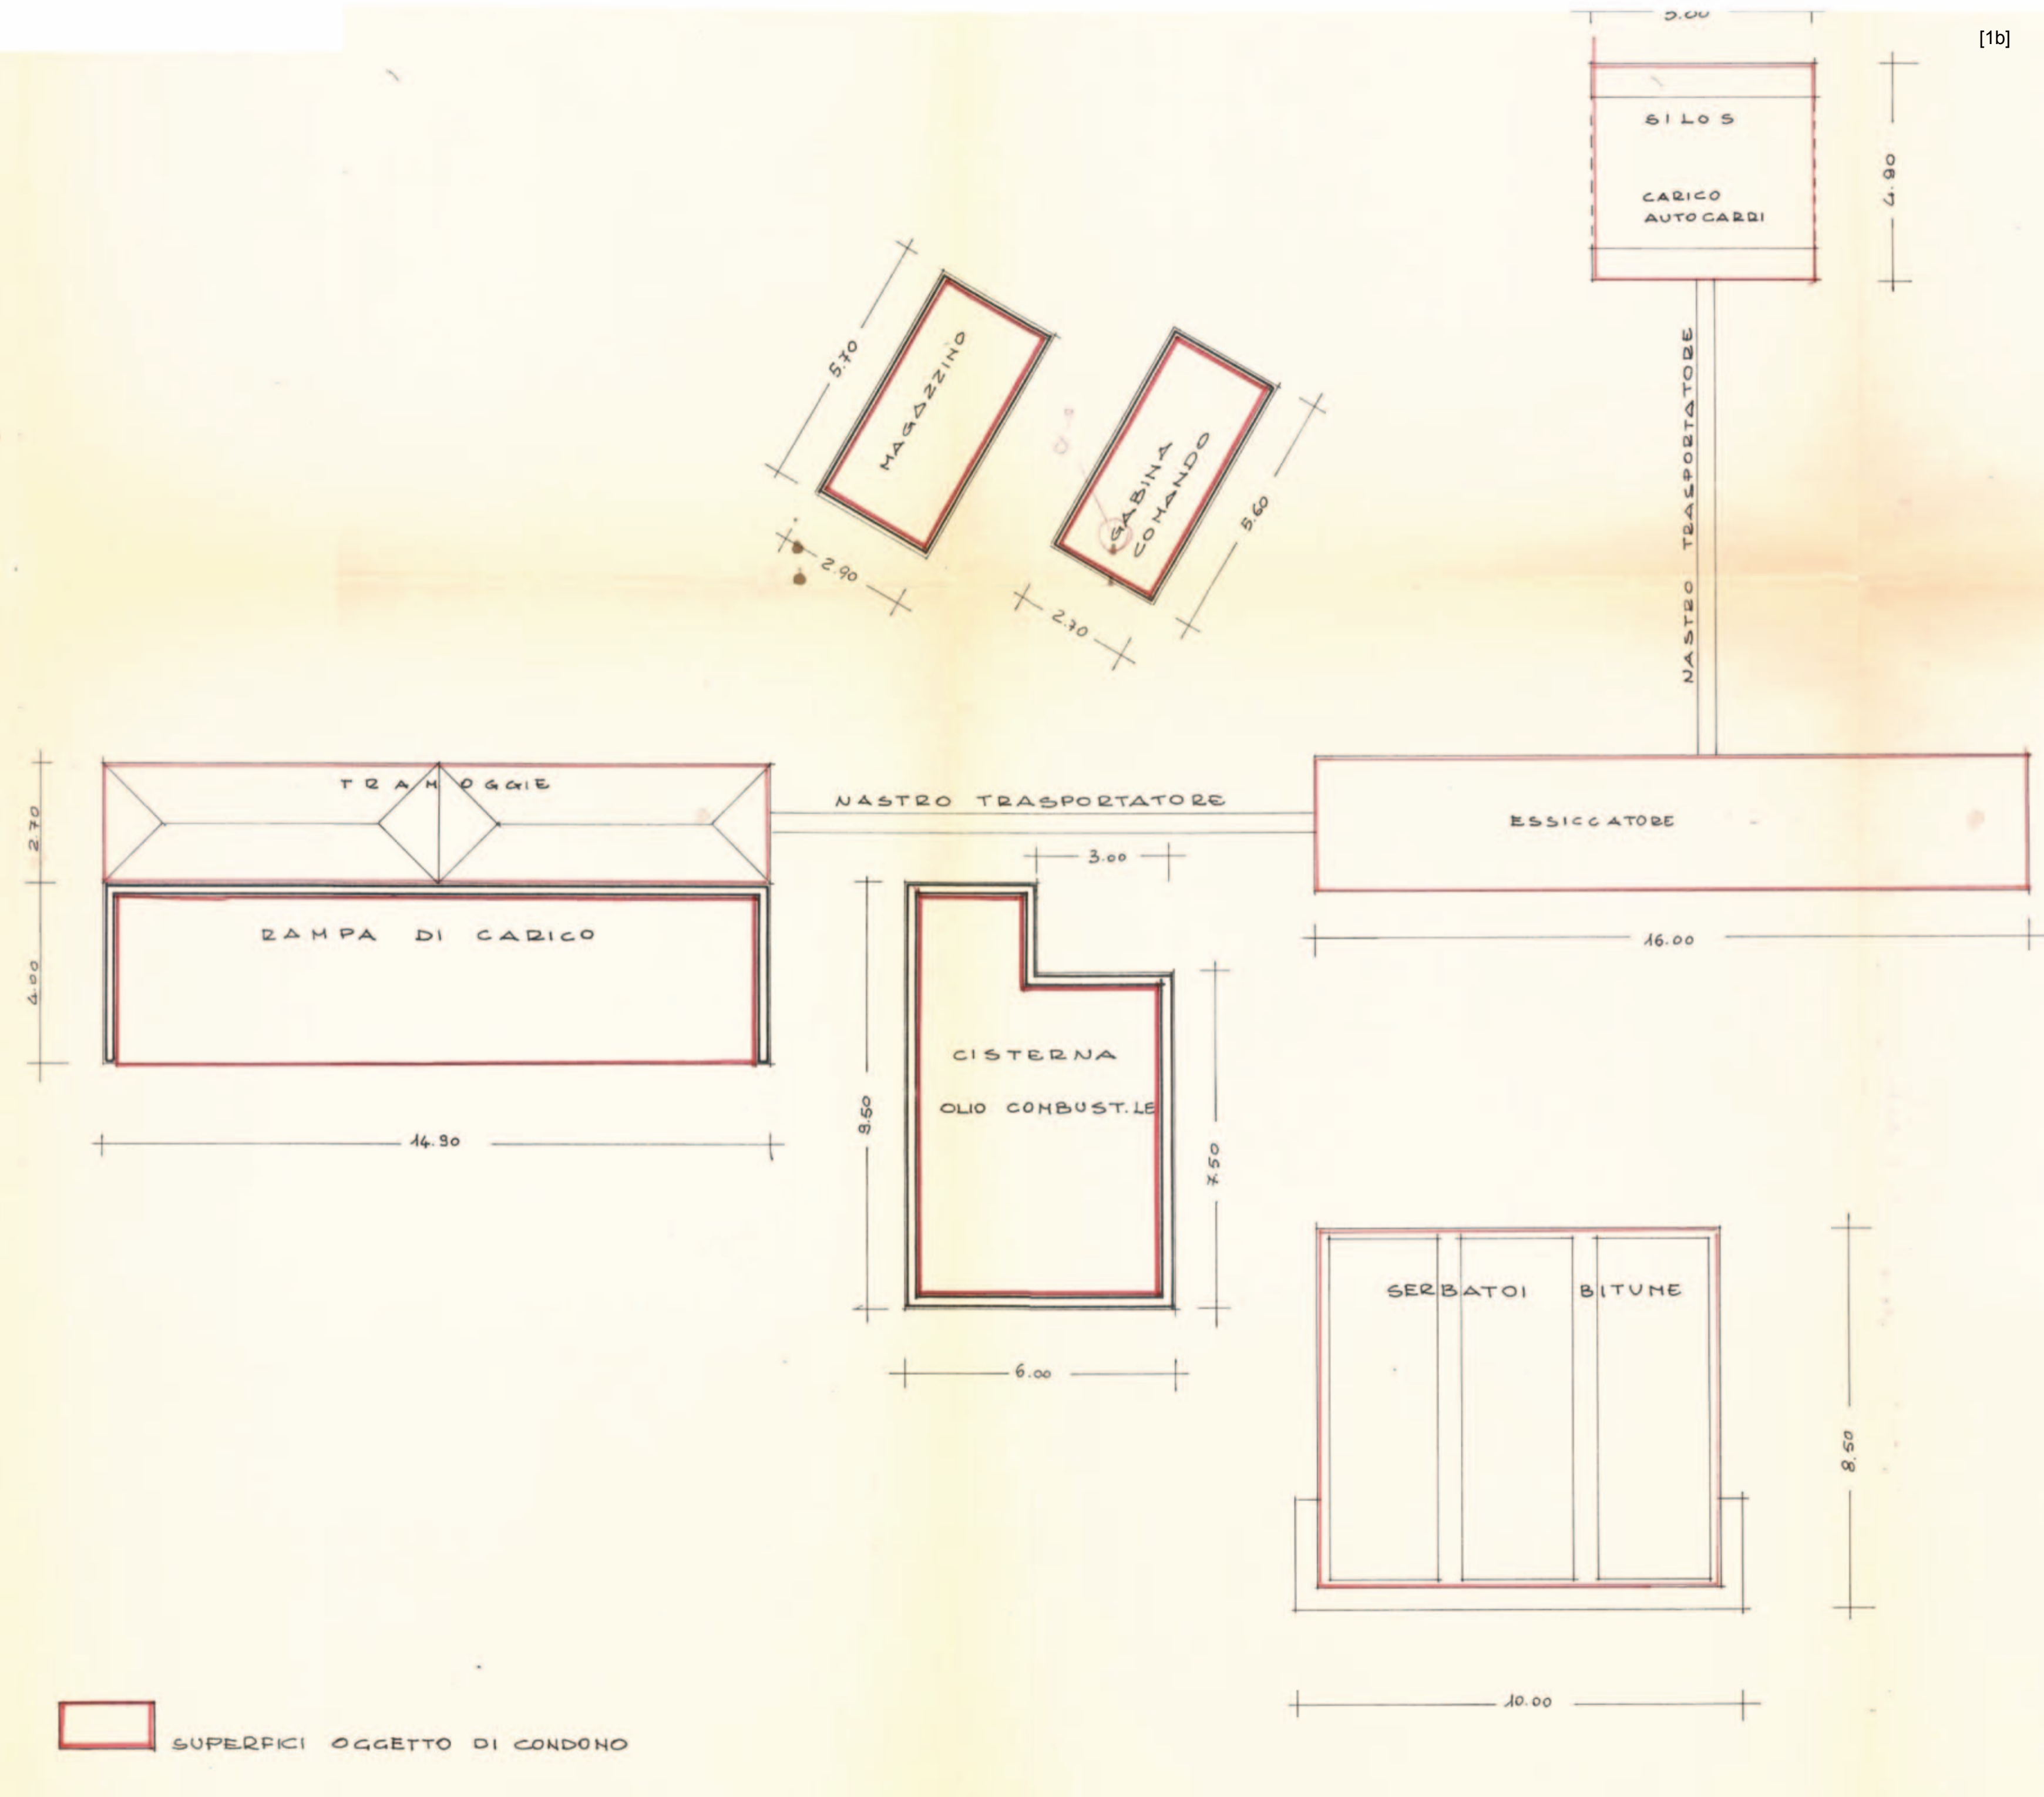 [1b]
SILOS
CARICO
AUTOCARRI
4.90
MAGAZZINO
5.70
2.90
CABINA
COMANDO
5.60
2.70
NASTRO TRASPORTATORE
TRAMOGGIE
2.70
NASTRO TRASPORTATORE
ESSICCATORE
16.00
RAMPA DI CARICO
4.00
14.90
3.00
CISTERNA
OLIO COMBUST.LE
9.50
7.50
6.00
SERBATOI BITUME
8.50
10.00
SUPERFICI OGGETTO DI CONDONO